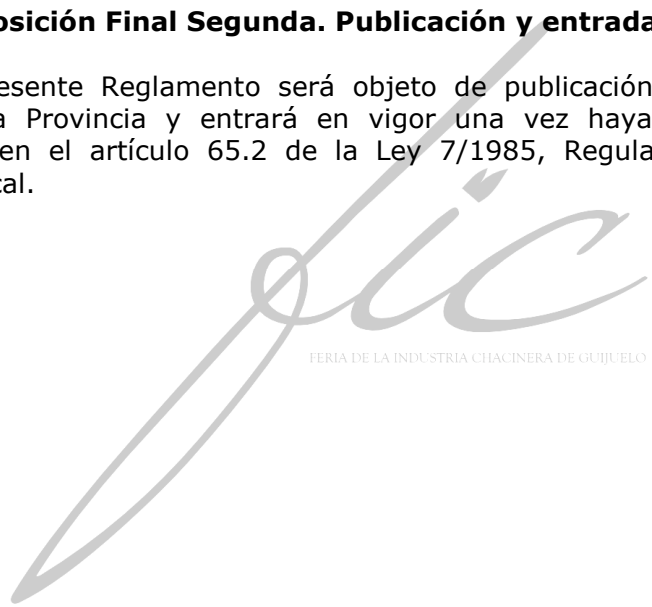 osición Final Segunda. Publicación y entrada
esente Reglamento será objeto de publicación
a Provincia y entrará en vigor una vez haya
en el artículo 65.2 de la Ley 7/1985, Regula
cal.
fic
FERIA DE LA INDUSTRIA CHACINERA DE GUIJUELO